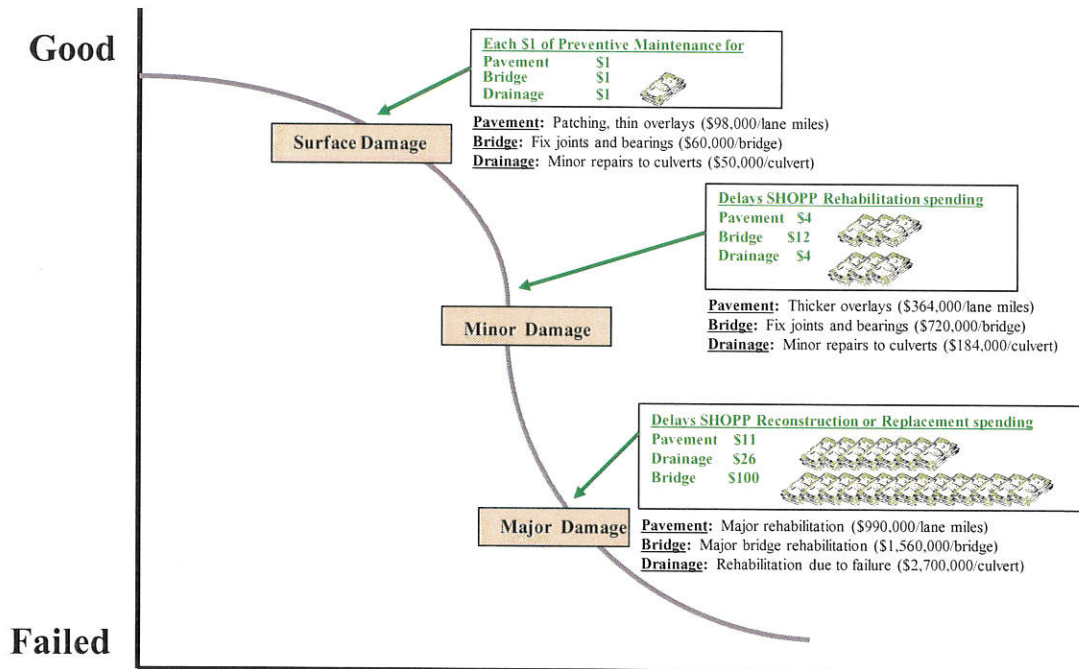 Good
Each $1 of Preventive Maintenance for
Pavement $1
Bridge $1
Drainage $1
Pavement: Patching, thin overlays ($98,000/lane miles)
Bridge: Fix joints and bearings ($60,000/bridge)
Drainage: Minor repairs to culverts ($50,000/culvert)
Surface Damage
Delays SHOPP Rehabilitation spending
Pavement $4
Bridge $12
Drainage $4
Pavement: Thicker overlays ($364,000/lane miles)
Bridge: Fix joints and bearings ($720,000/bridge)
Drainage: Minor repairs to culverts ($184,000/culvert)
Minor Damage
Delays SHOPP Reconstruction or Replacement spending
Pavement $11
Drainage $26
Bridge $100
Pavement: Major rehabilitation ($990,000/lane miles)
Bridge: Major bridge rehabilitation ($1,560,000/bridge)
Drainage: Rehabilitation due to failure ($2,700,000/culvert)
Major Damage
Failed